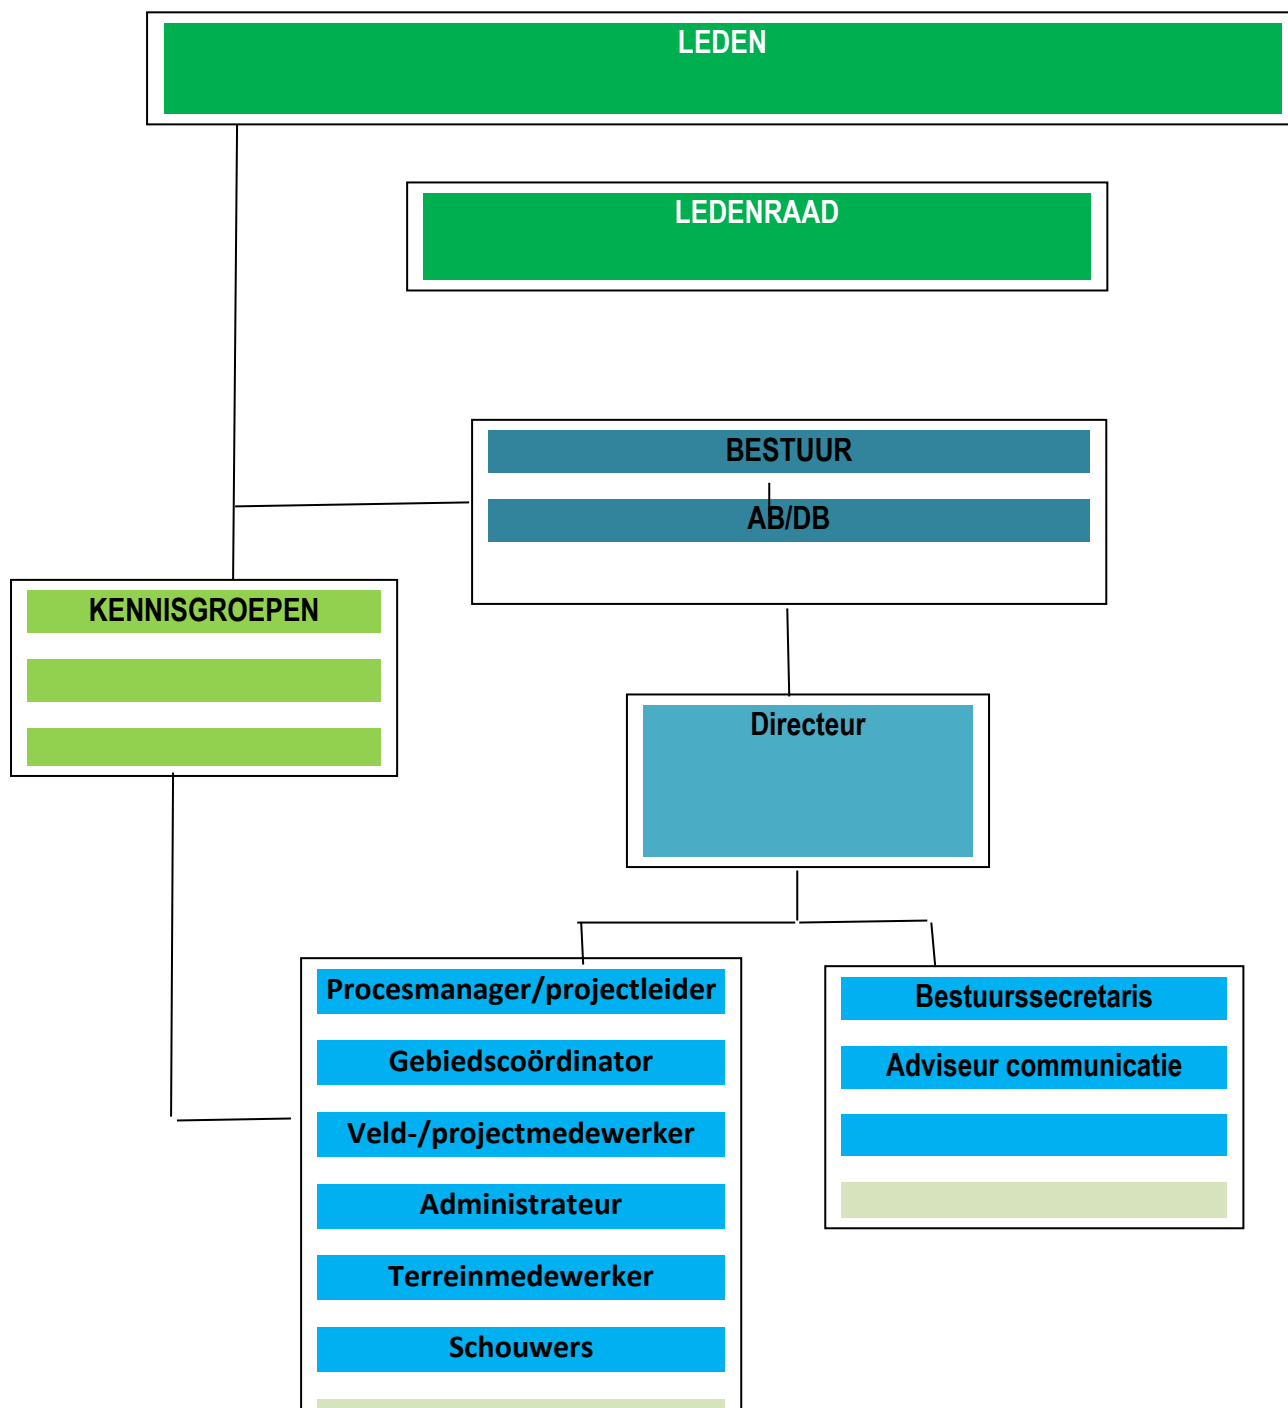 LEDEN
LEDENRAAD
BESTUUR
AB/DB
KENNISGROEPEN
Directeur
Procesmanager/projectleider
Gebiedscoördinator
Veld-/projectmedewerker
Administrateur
Terreinmedewerker
Schouwers
Bestuurssecretaris
Adviseur communicatie